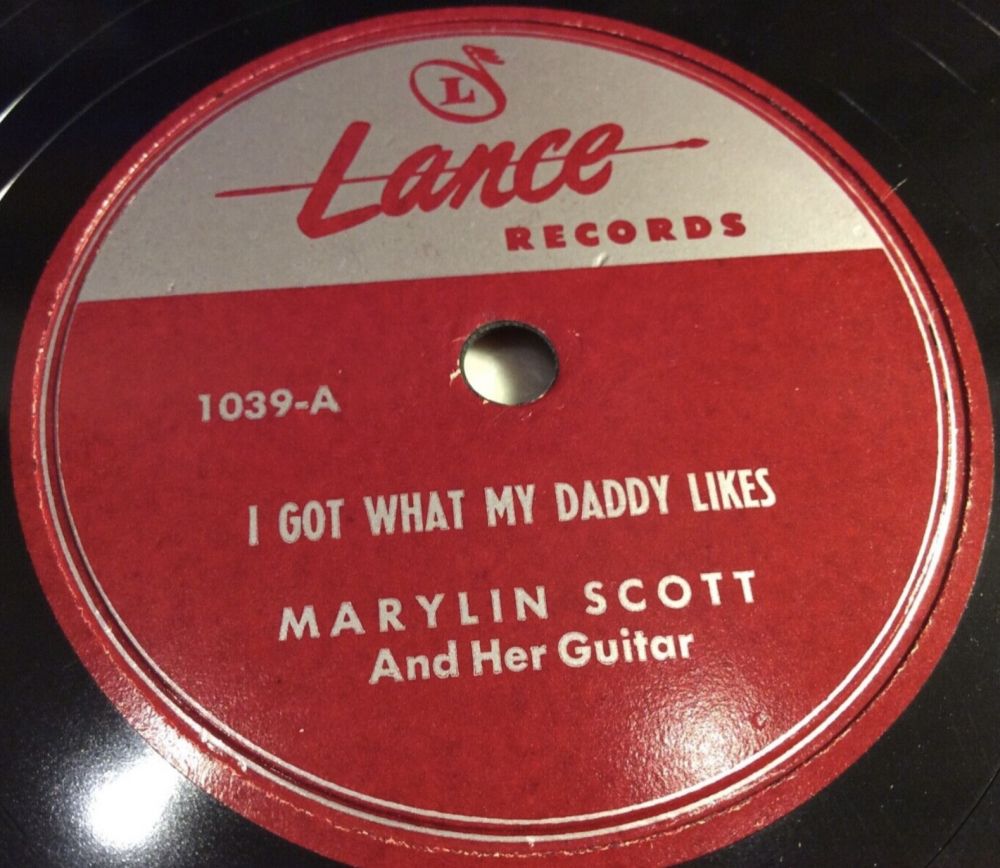 L
Lance
RECORDS
1039-A
I GOT WHAT MY DADDY LIKES
MARYLIN SCOTT
And Her Guitar